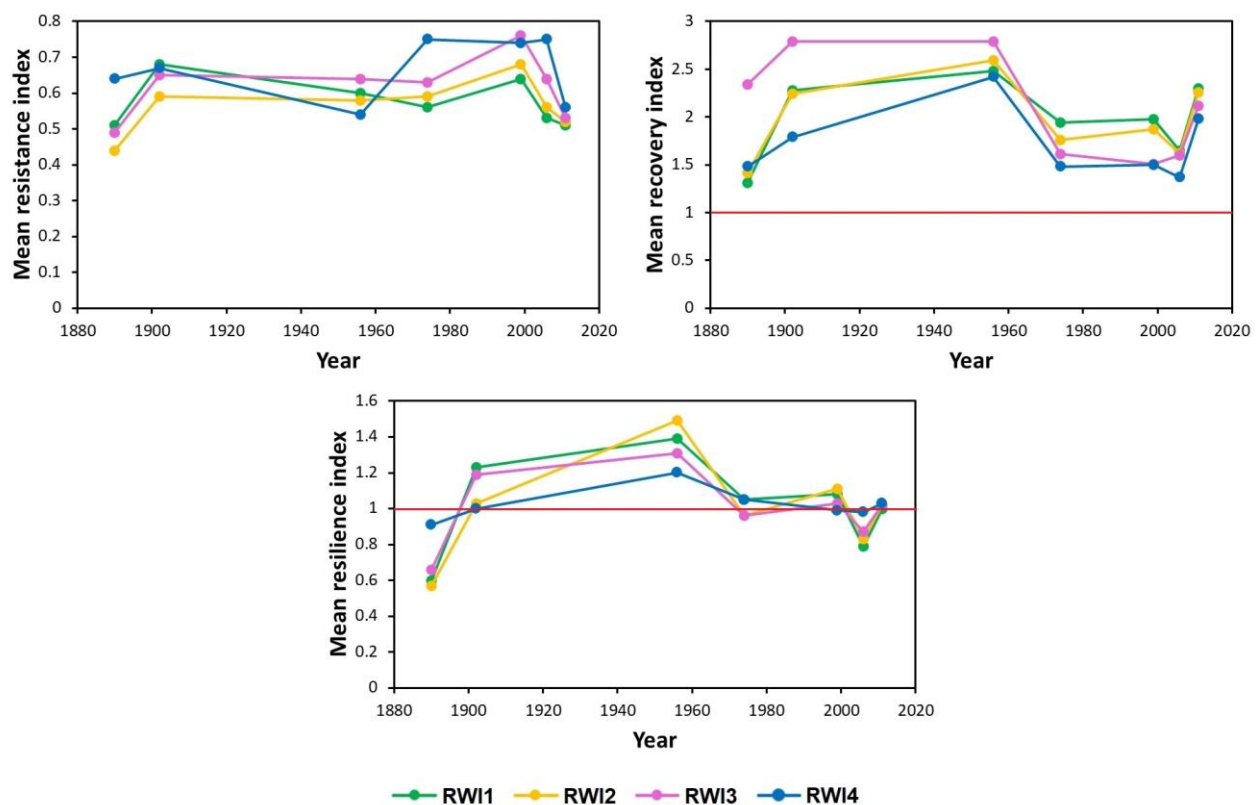 Mean resistance index
0.8
0.7
0.6
0.5
0.4
0.3
0.2
0.1
0
1880 1900 1920 1940 1960 1980 2000 2020
Year
Mean recovery index
3
2.5
2
1.5
1
0.5
0
1880 1900 1920 1940 1960 1980 2000 2020
Year
Mean resilience index
1.6
1.4
1.2
1
0.8
0.6
0.4
0.2
0
1880 1900 1920 1940 1960 1980 2000 2020
Year
RWI1 RWI2 RWI3 RWI4